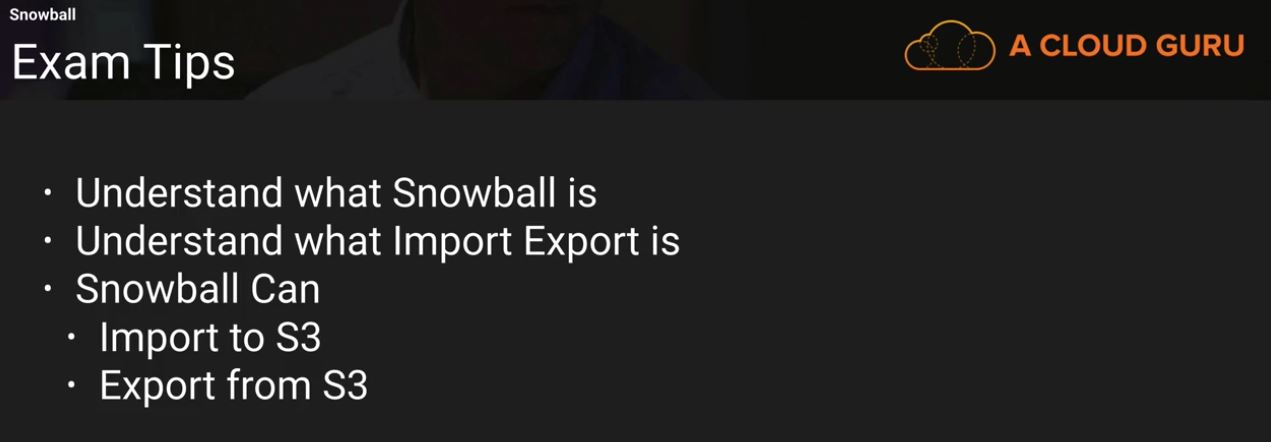 Snowball
Exam Tips
A CLOUD GURU
• Understand what Snowball is
• Understand what Import Export is
• Snowball Can
• Import to S3
• Export from S3